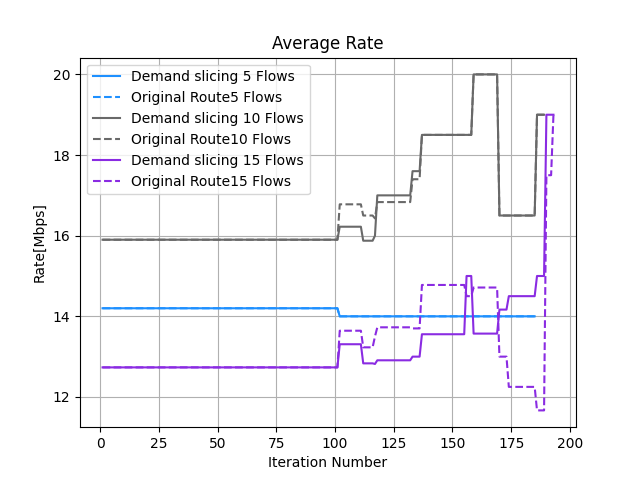 Average Rate
Demand slicing 5 Flows
Original Route5 Flows
Demand slicing 10 Flows
Original Route10 Flows
Demand slicing 15 Flows
Original Route15 Flows
Rate[Mbps]
20
18
16
14
12
0 25 50 75 100 125 150 175 200
Iteration Number